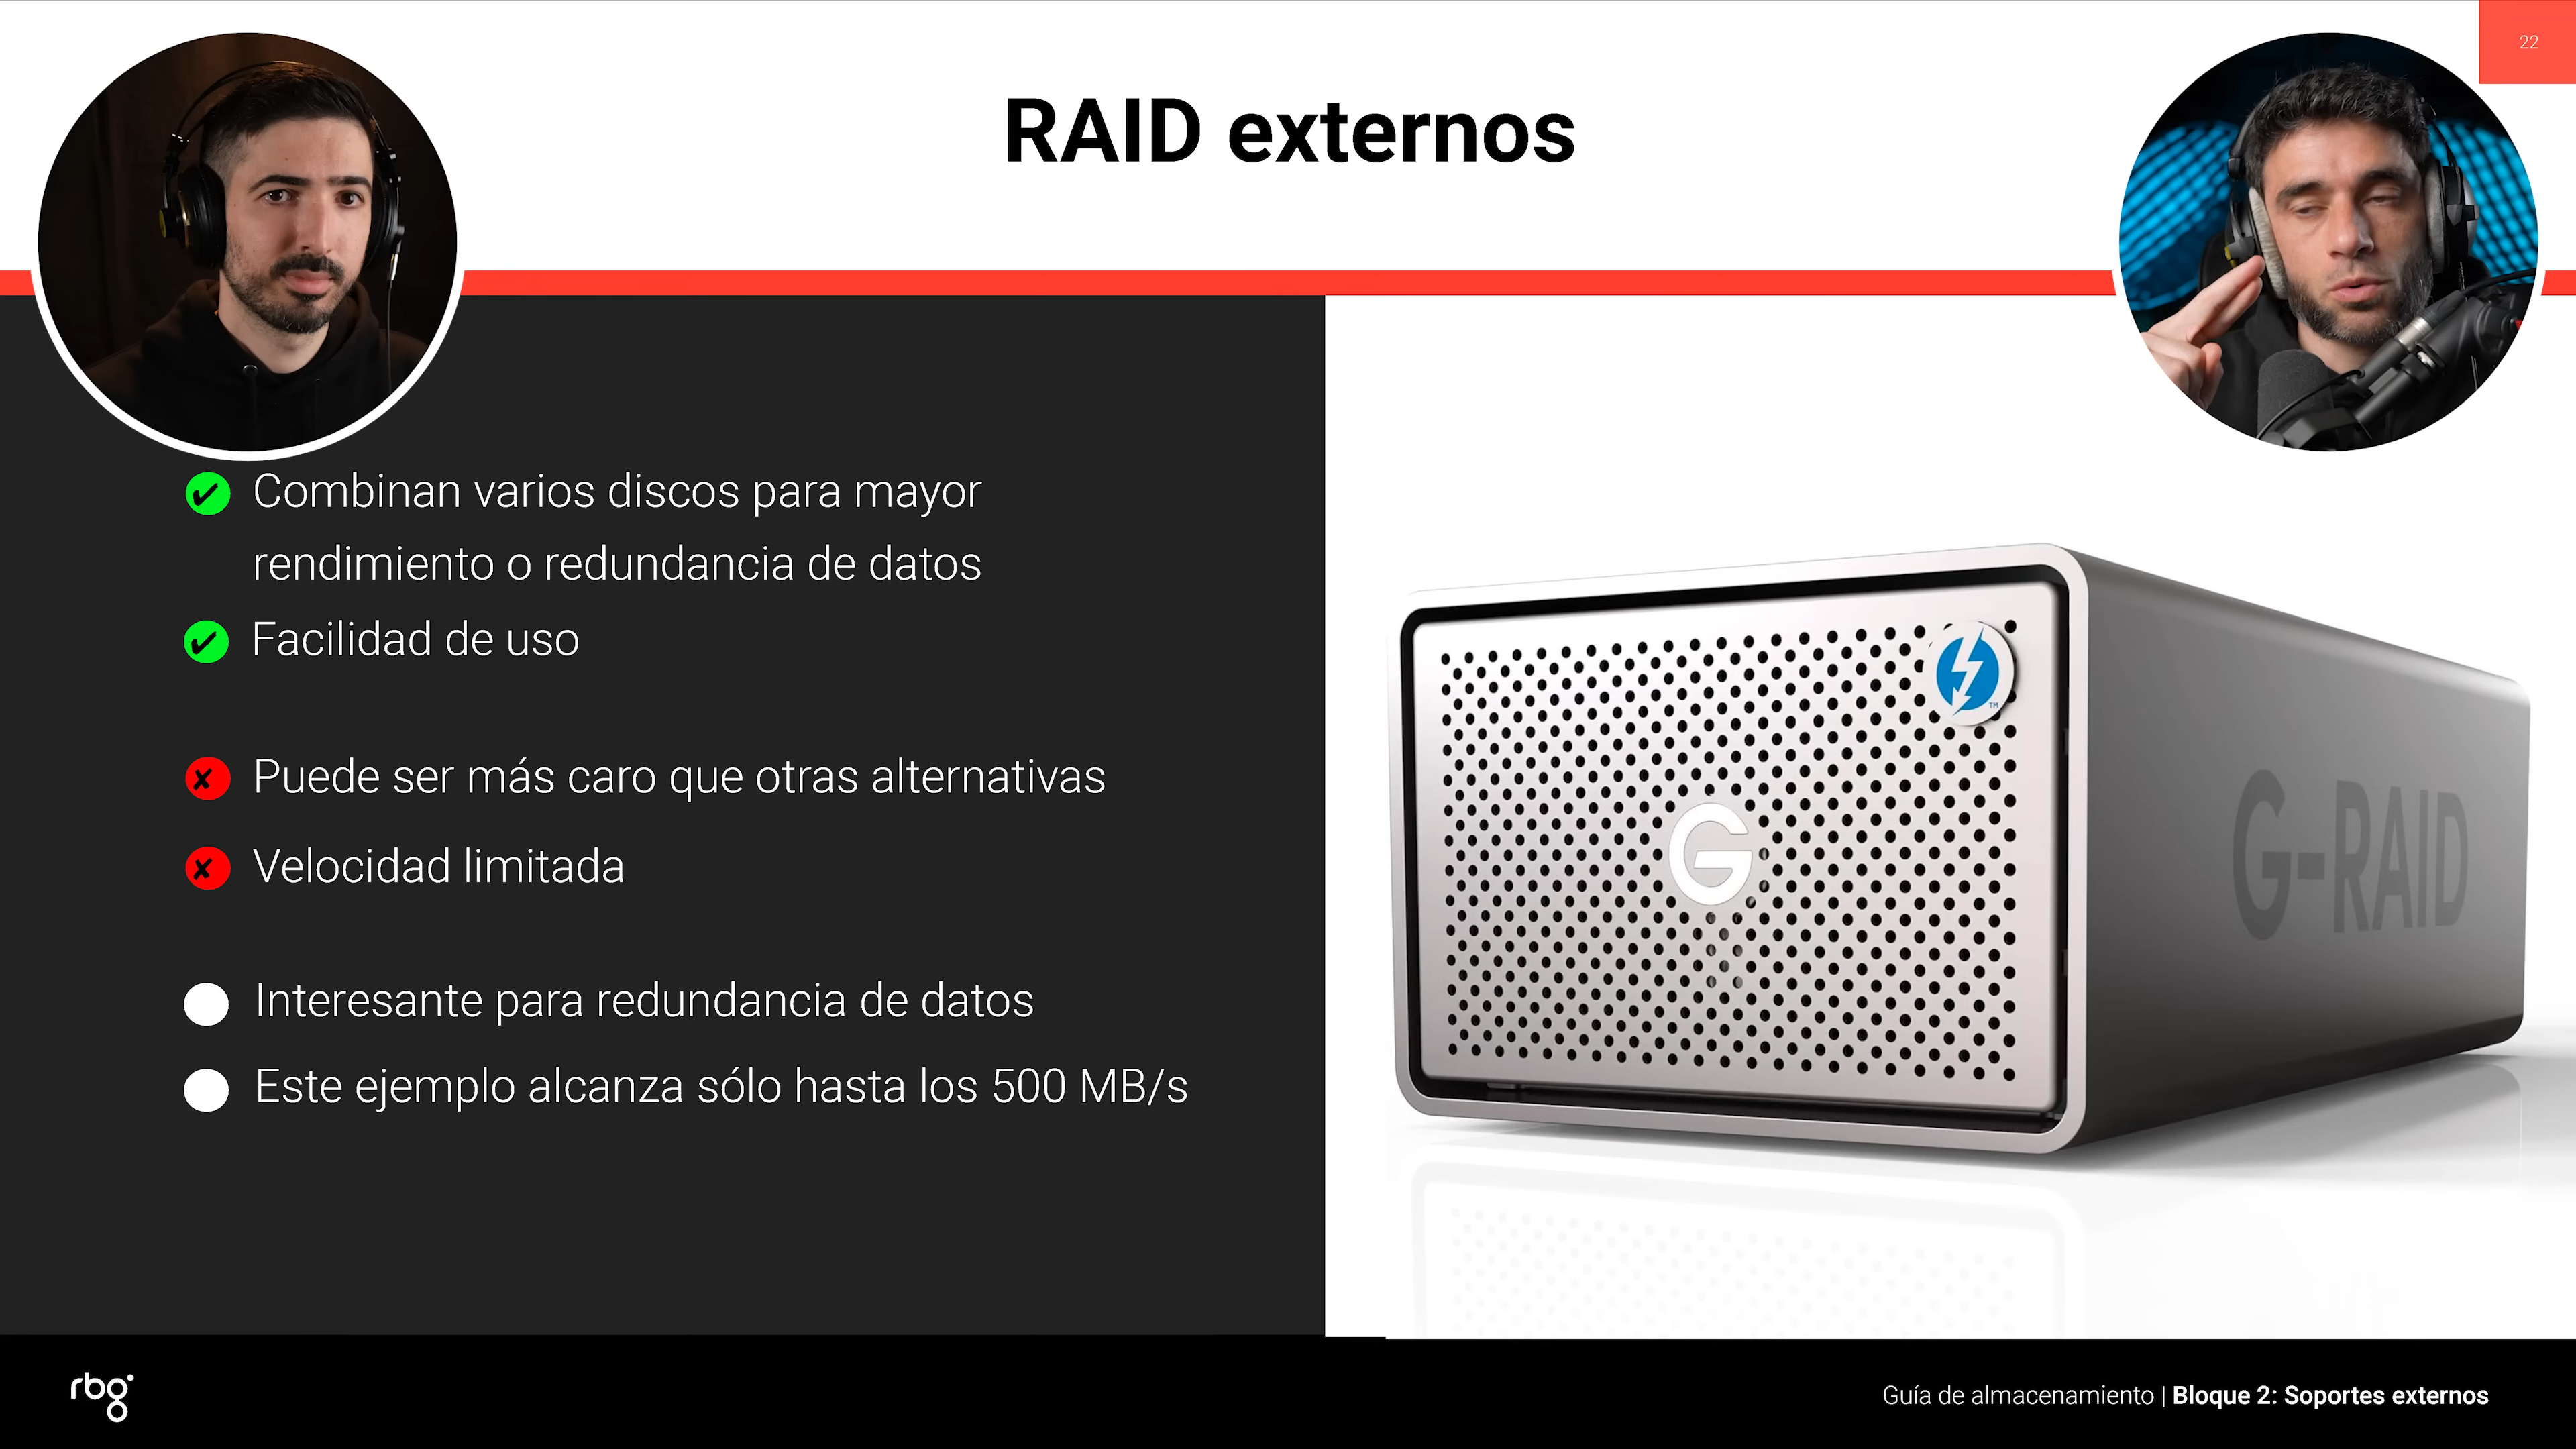 22
RAID externos
Combinan varios discos para mayor
rendimiento o redundancia de datos
Facilidad de uso
Puede ser más caro que otras alternativas
Velocidad limitada
Interesante para redundancia de datos
Este ejemplo alcanza sólo hasta los 500 MB/s
TM
G
G-RAID
rbg
Guía de almacenamiento | Bloque 2: Soportes externos